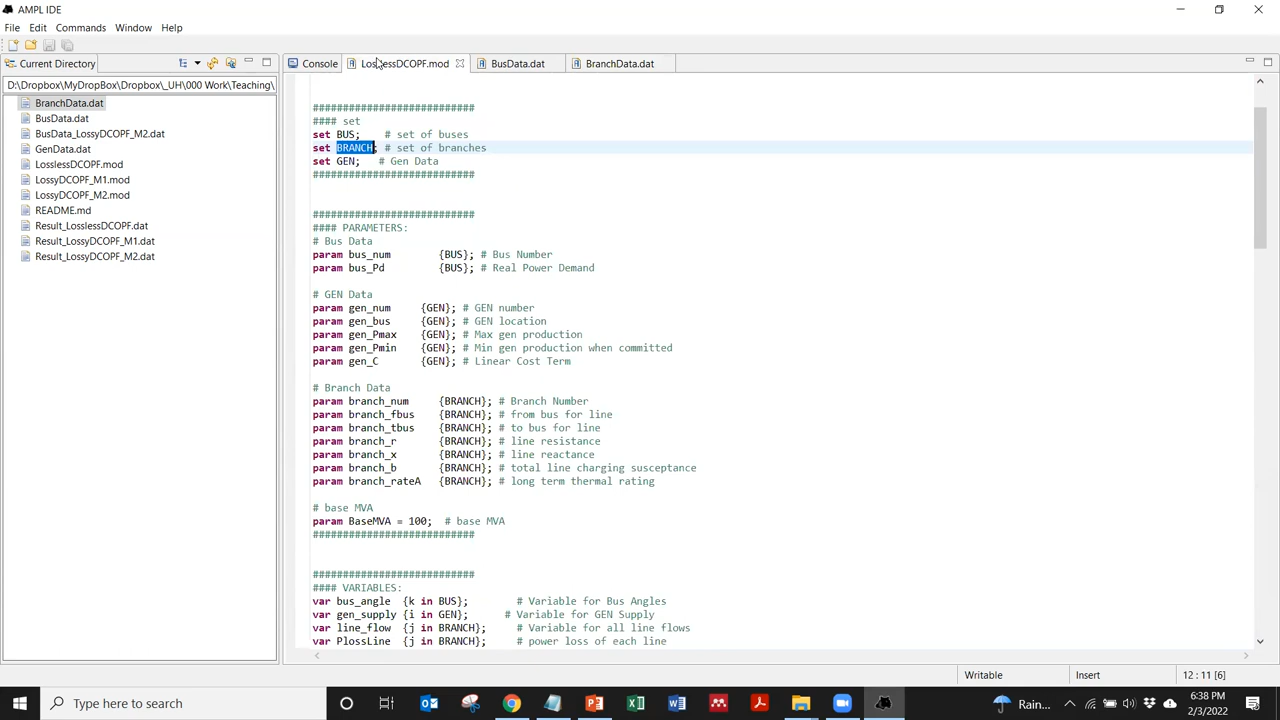 AMPL IDE
File Edit Commands Window Help
Current Directory
D:\Dropbox\MyDropBox\Dropbox\_UH\000 Work\Teaching\
BranchData.dat
BusData.dat
BusData_LossyDCOPF_M2.dat
GenData.dat
LosslessDCOPF.mod
LossyDCOPF_M1.mod
LossyDCOPF_M2.mod
README.md
Result_LosslessDCOPF.dat
Result_LossyDCOPF_M1.dat
Result_LossyDCOPF_M2.dat
Console LosslessDCOPF.mod BusData.dat BranchData.dat
###########################
#### set
set BUS; # set of buses
set BRANCH; # set of branches
set GEN; # Gen Data
###########################
###########################
#### PARAMETERS:
# Bus Data
param bus_num {BUS}; # Bus Number
param bus_Pd {BUS}; # Real Power Demand
# GEN Data
param gen_num {GEN}; # GEN number
param gen_bus {GEN}; # GEN location
param gen_Pmax {GEN}; # Max gen production
param gen_Pmin {GEN}; # Min gen production when committed
param gen_C {GEN}; # Linear Cost Term
# Branch Data
param branch_num {BRANCH}; # Branch Number
param branch_fbus {BRANCH}; # from bus for line
param branch_tbus {BRANCH}; # to bus for line
param branch_r {BRANCH}; # line resistance
param branch_x {BRANCH}; # line reactance
param branch_b {BRANCH}; # total line charging susceptance
param branch_rateA {BRANCH}; # long term thermal rating
# base MVA
param BaseMVA = 100; # base MVA
###########################
###########################
#### VARIABLES:
var bus_angle {k in BUS}; # Variable for Bus Angles
var gen_supply {i in GEN}; # Variable for GEN Supply
var line_flow {j in BRANCH}; # Variable for all line flows
var PlossLine {j in BRANCH}; # power loss of each line
Writable Insert 12 : 11 [6]
Type here to search
Rain...
6:38 PM
2/3/2022